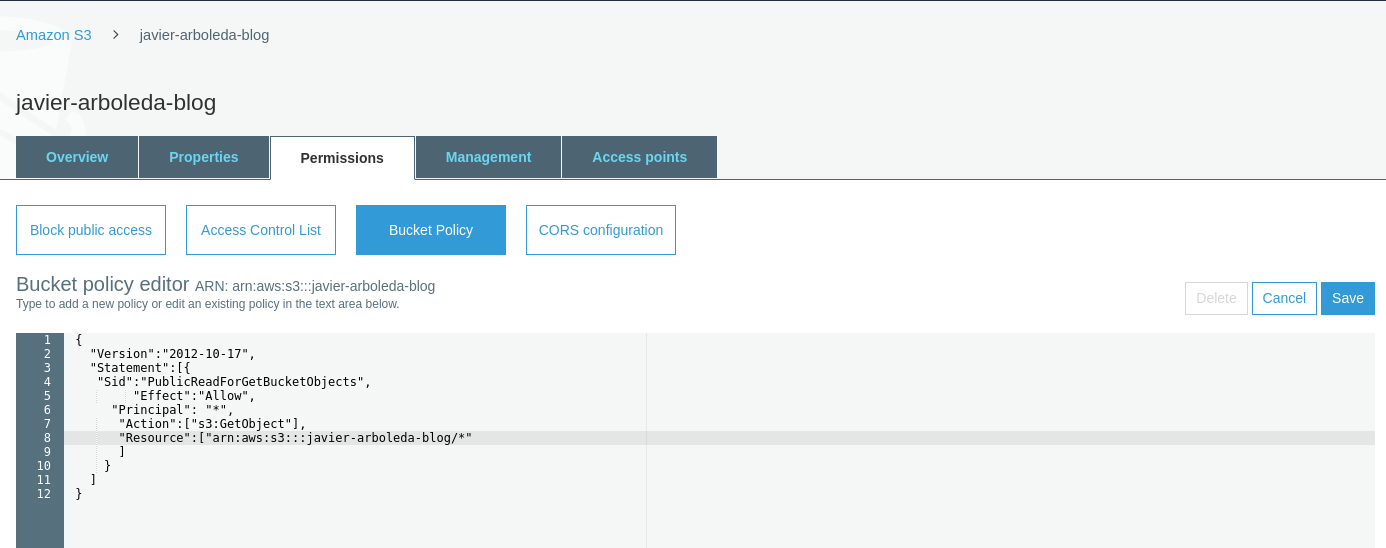 Amazon S3 > javier-arboleda-blog
javier-arboleda-blog
Overview Properties Permissions Management Access points
Block public access Access Control List Bucket Policy CORS configuration
Bucket policy editor ARN: arn:aws:s3:::javier-arboleda-blog
Type to add a new policy or edit an existing policy in the text area below.
Delete Cancel Save
1 {
2   "Version":"2012-10-17",
3   "Statement":[{
4    "Sid":"PublicReadForGetBucketObjects",
5         "Effect":"Allow",
6      "Principal": "*",
7       "Action":["s3:GetObject"],
8       "Resource":["arn:aws:s3:::javier-arboleda-blog/*"
9       ]
10     }
11   ]
12 }